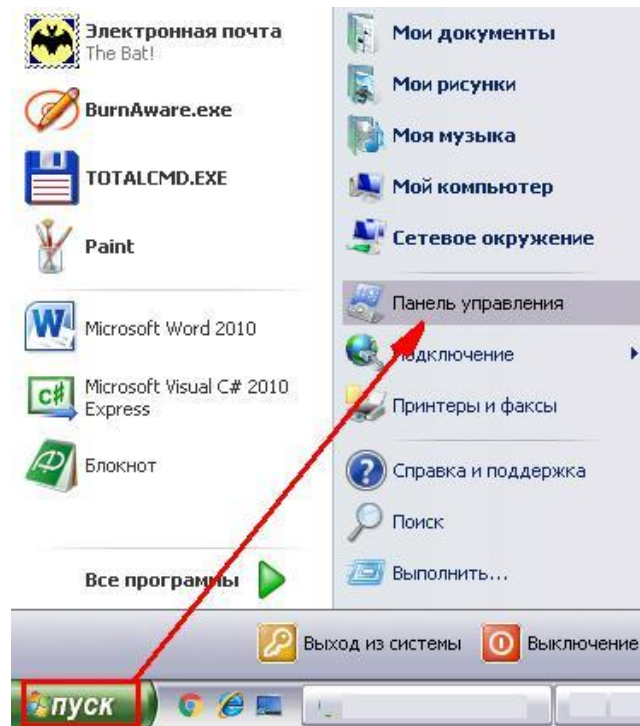 Электронная почта
The Bat!
BurnAware.exe
TOTALCMD.EXE
Paint
Microsoft Word 2010
Microsoft Visual C# 2010
Express
Блокнот
Все программы
Мои документы
Мои рисунки
Моя музыка
Мой компьютер
Сетевое окружение
Панель управления
Подключение
Принтеры и факсы
Справка и поддержка
Поиск
Выполнить...
Выход из системы
Выключение
пуск